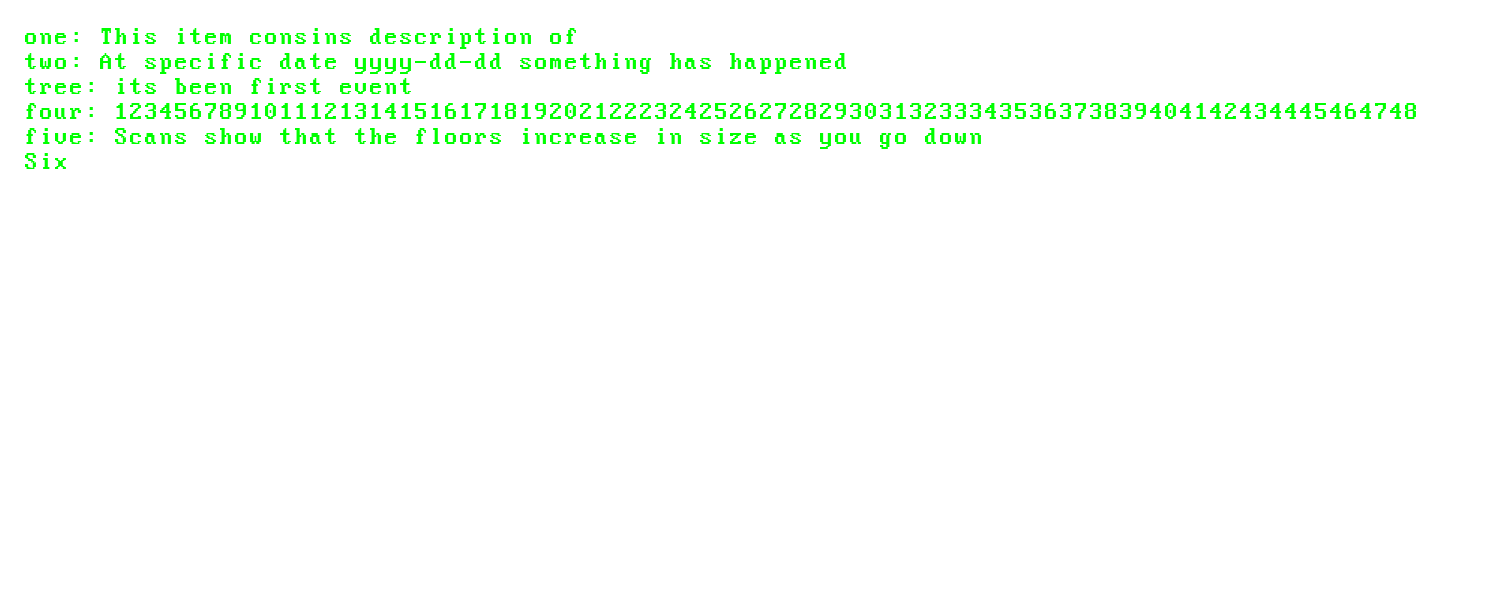 one: This item consins description of
two: At specific date yyyy-dd-dd something has happened
tree: its been first event
four: 123456789101112131415161718192021222324252627282930313233343536373839404142434445464748
five: Scans show that the floors increase in size as you go down
Six